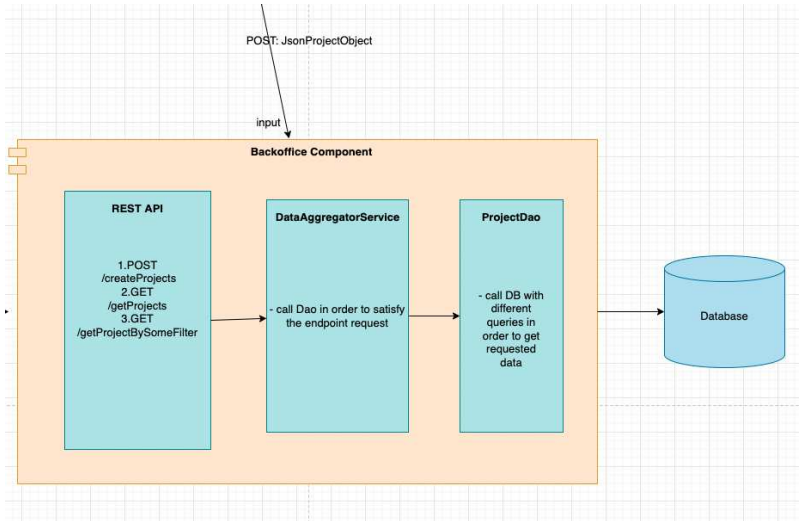 POST: JsonProjectObject
input
Backoffice Component
REST API
1.POST
/createProjects
2.GET
/getProjects
3.GET
/getProjectBySomeFilter
DataAggregatorService
- call Dao in order to satisfy
the endpoint request
ProjectDao
- call DB with
different
queries in
order to get
requested
data
Database